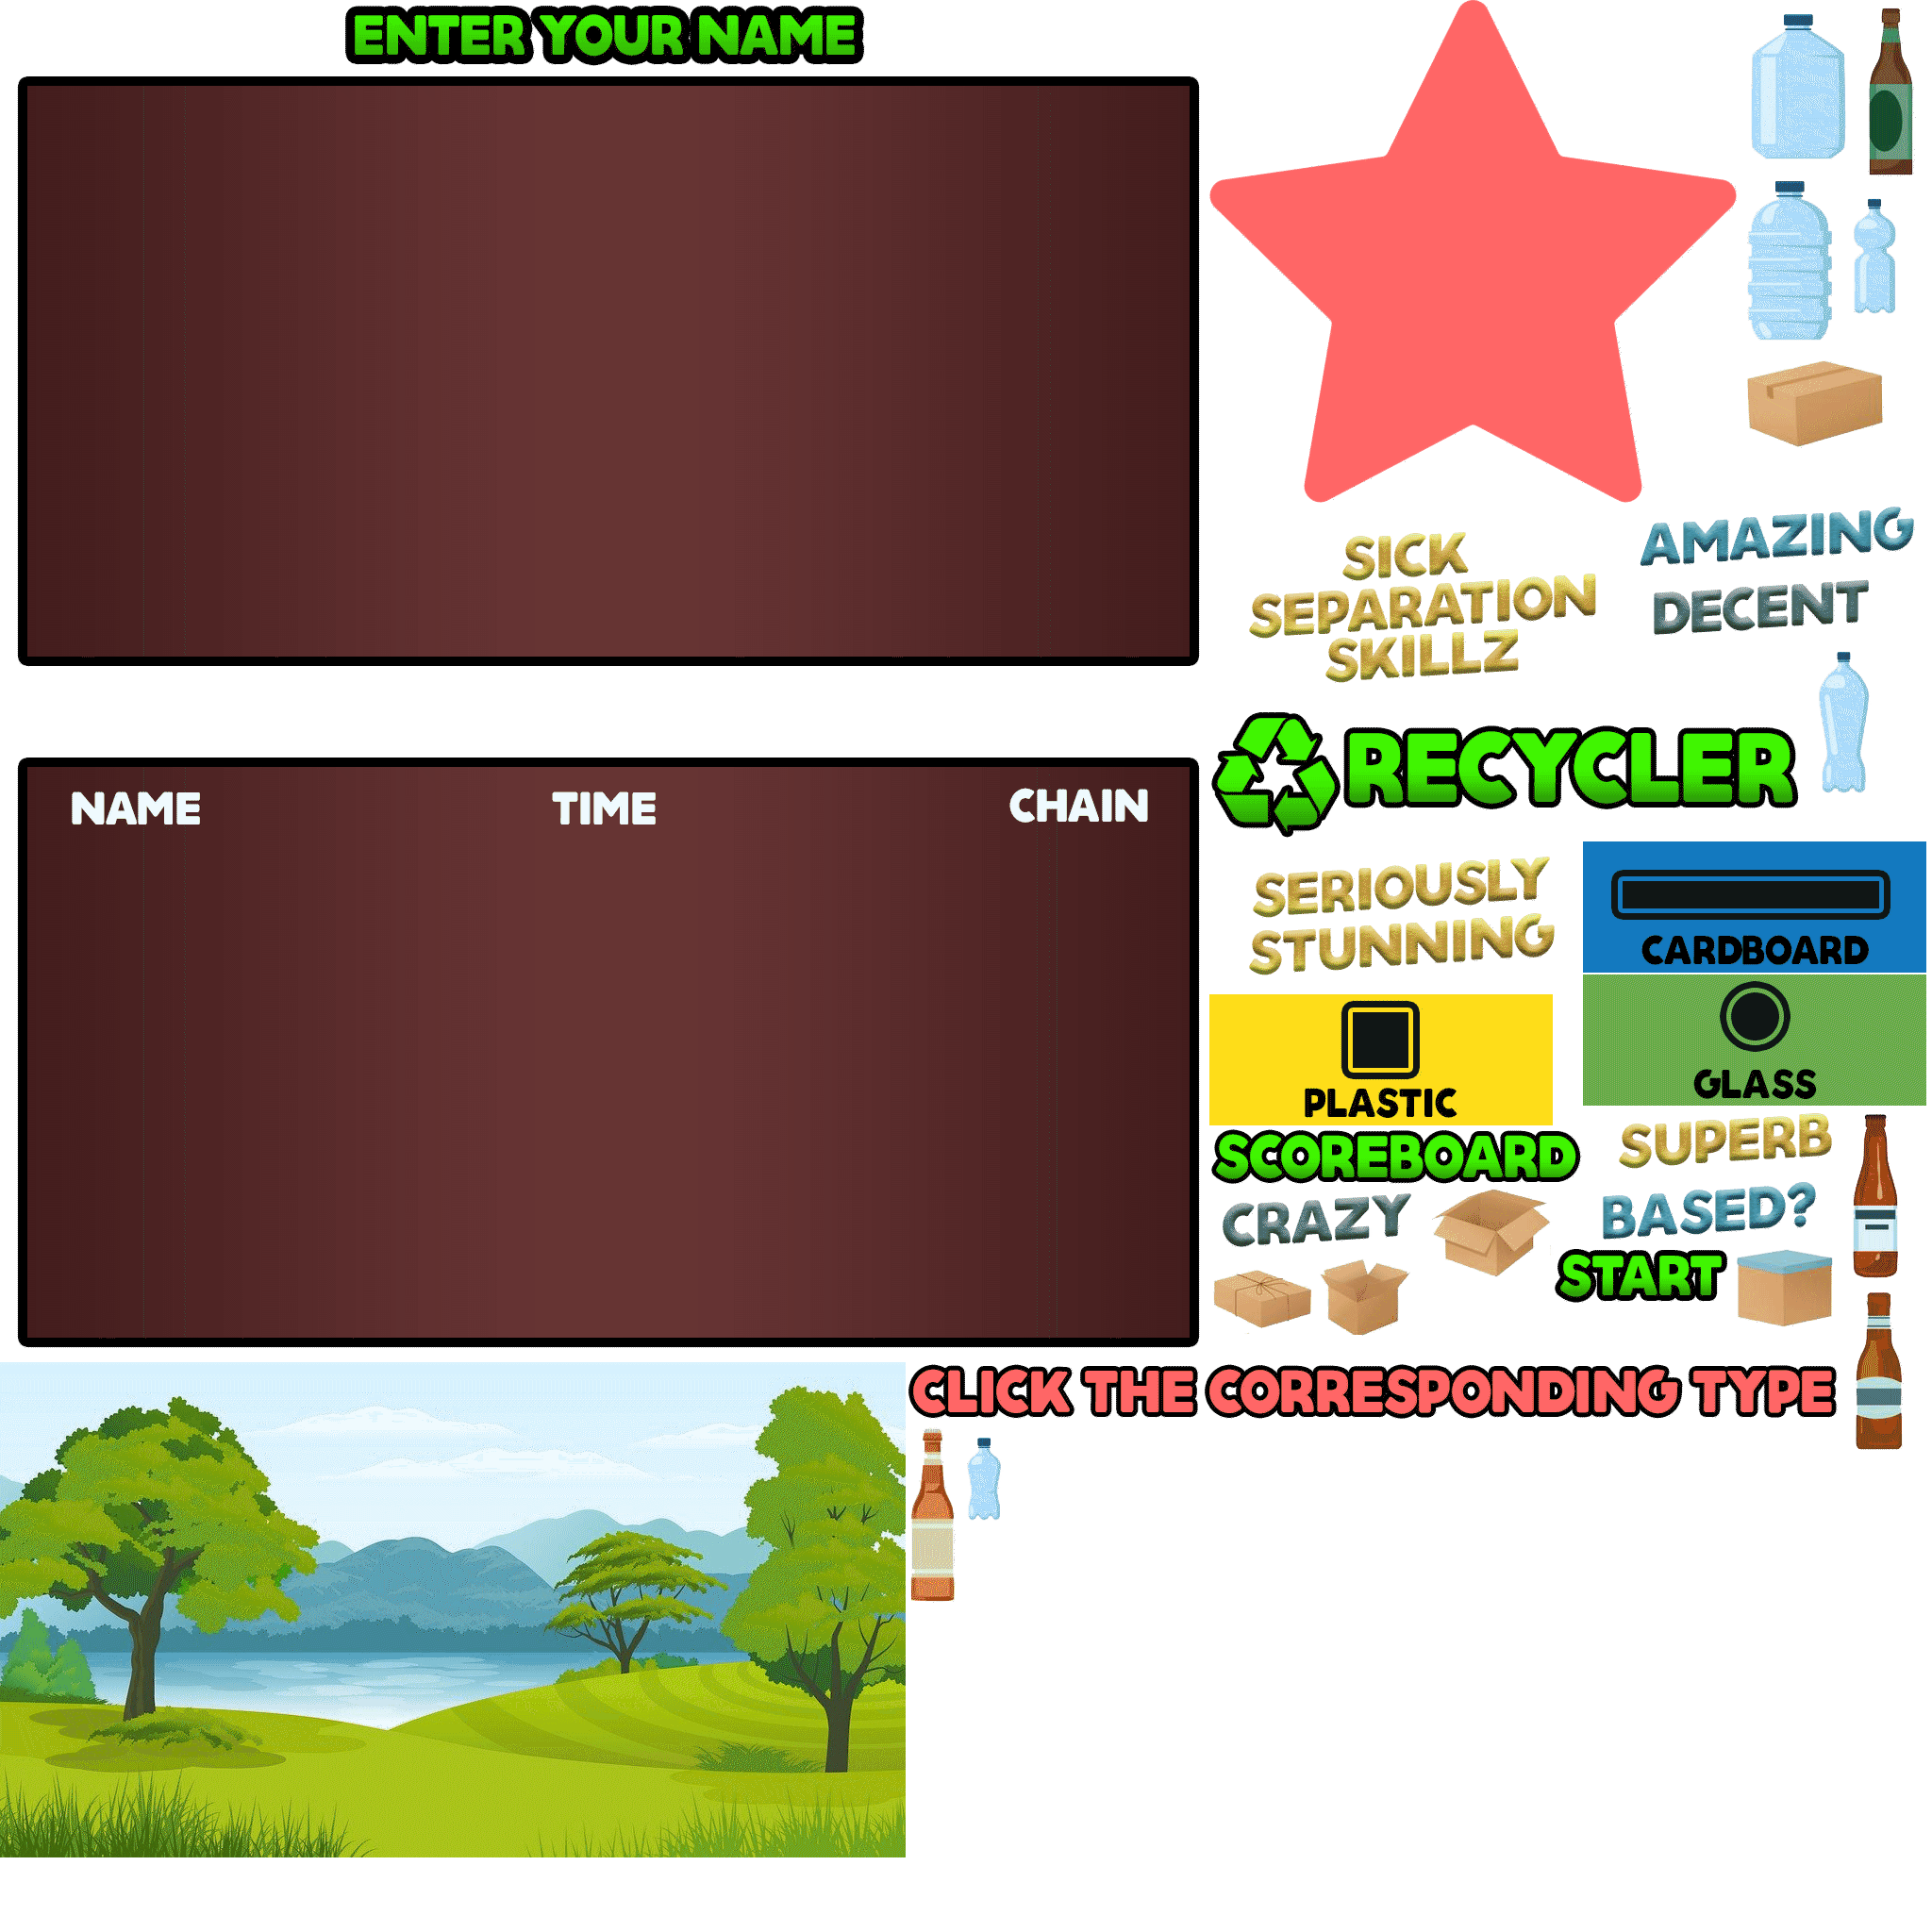 ENTER YOUR NAME
SICK
SEPARATION
SKILLZ
AMAZING
DECENT
RECYCLER
NAME TIME CHAIN
SERIOUSLY
STUNNING
CARDBOARD
PLASTIC
GLASS
SCOREBOARD
SUPERB
CRAZY
BASED?
START
CLICK THE CORRESPONDING TYPE